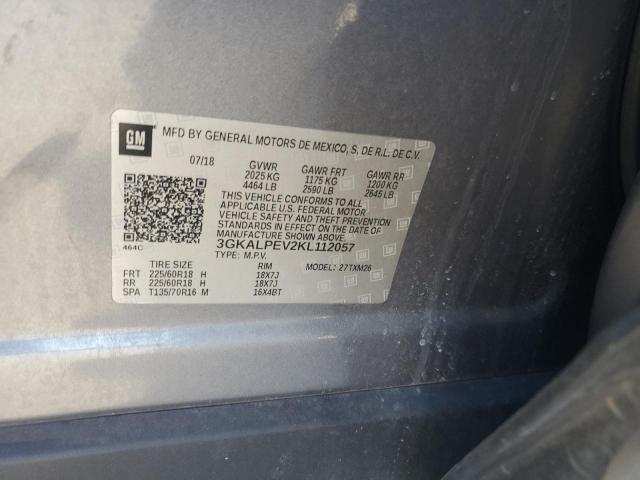 GM MFD BY GENERAL MOTORS DE MEXICO, S. DE R.L. DE C.V.
07/18 GVWR GAWR FRT GAWR RR
2025 KG 1175 KG 1200 KG
4464 LB 2590 LB 2645 LB
THIS VEHICLE CONFORMS TO ALL
APPLICABLE U.S. FEDERAL MOTOR
VEHICLE SAFETY AND THEFT PREVENTION
STANDARDS IN EFFECT ON THE DATE OF
MANUFACTURE SHOWN ABOVE.
464C 3GKALPEV2KL112057
TYPE: M.P.V. MODEL: 27TXM26
TIRE SIZE RIM
FRT 225/60R18 H 18X7J
RR 225/60R18 H 18X7J
SPA T135/70R16 M 16X4BT